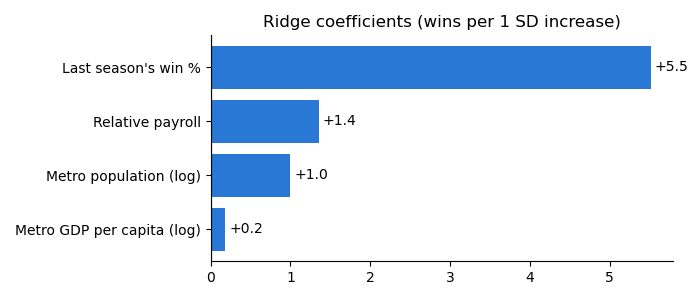 Ridge coefficients (wins per 1 SD increase)
Last season's win % +5.5
Relative payroll +1.4
Metro population (log) +1.0
Metro GDP per capita (log) +0.2
0 1 2 3 4 5